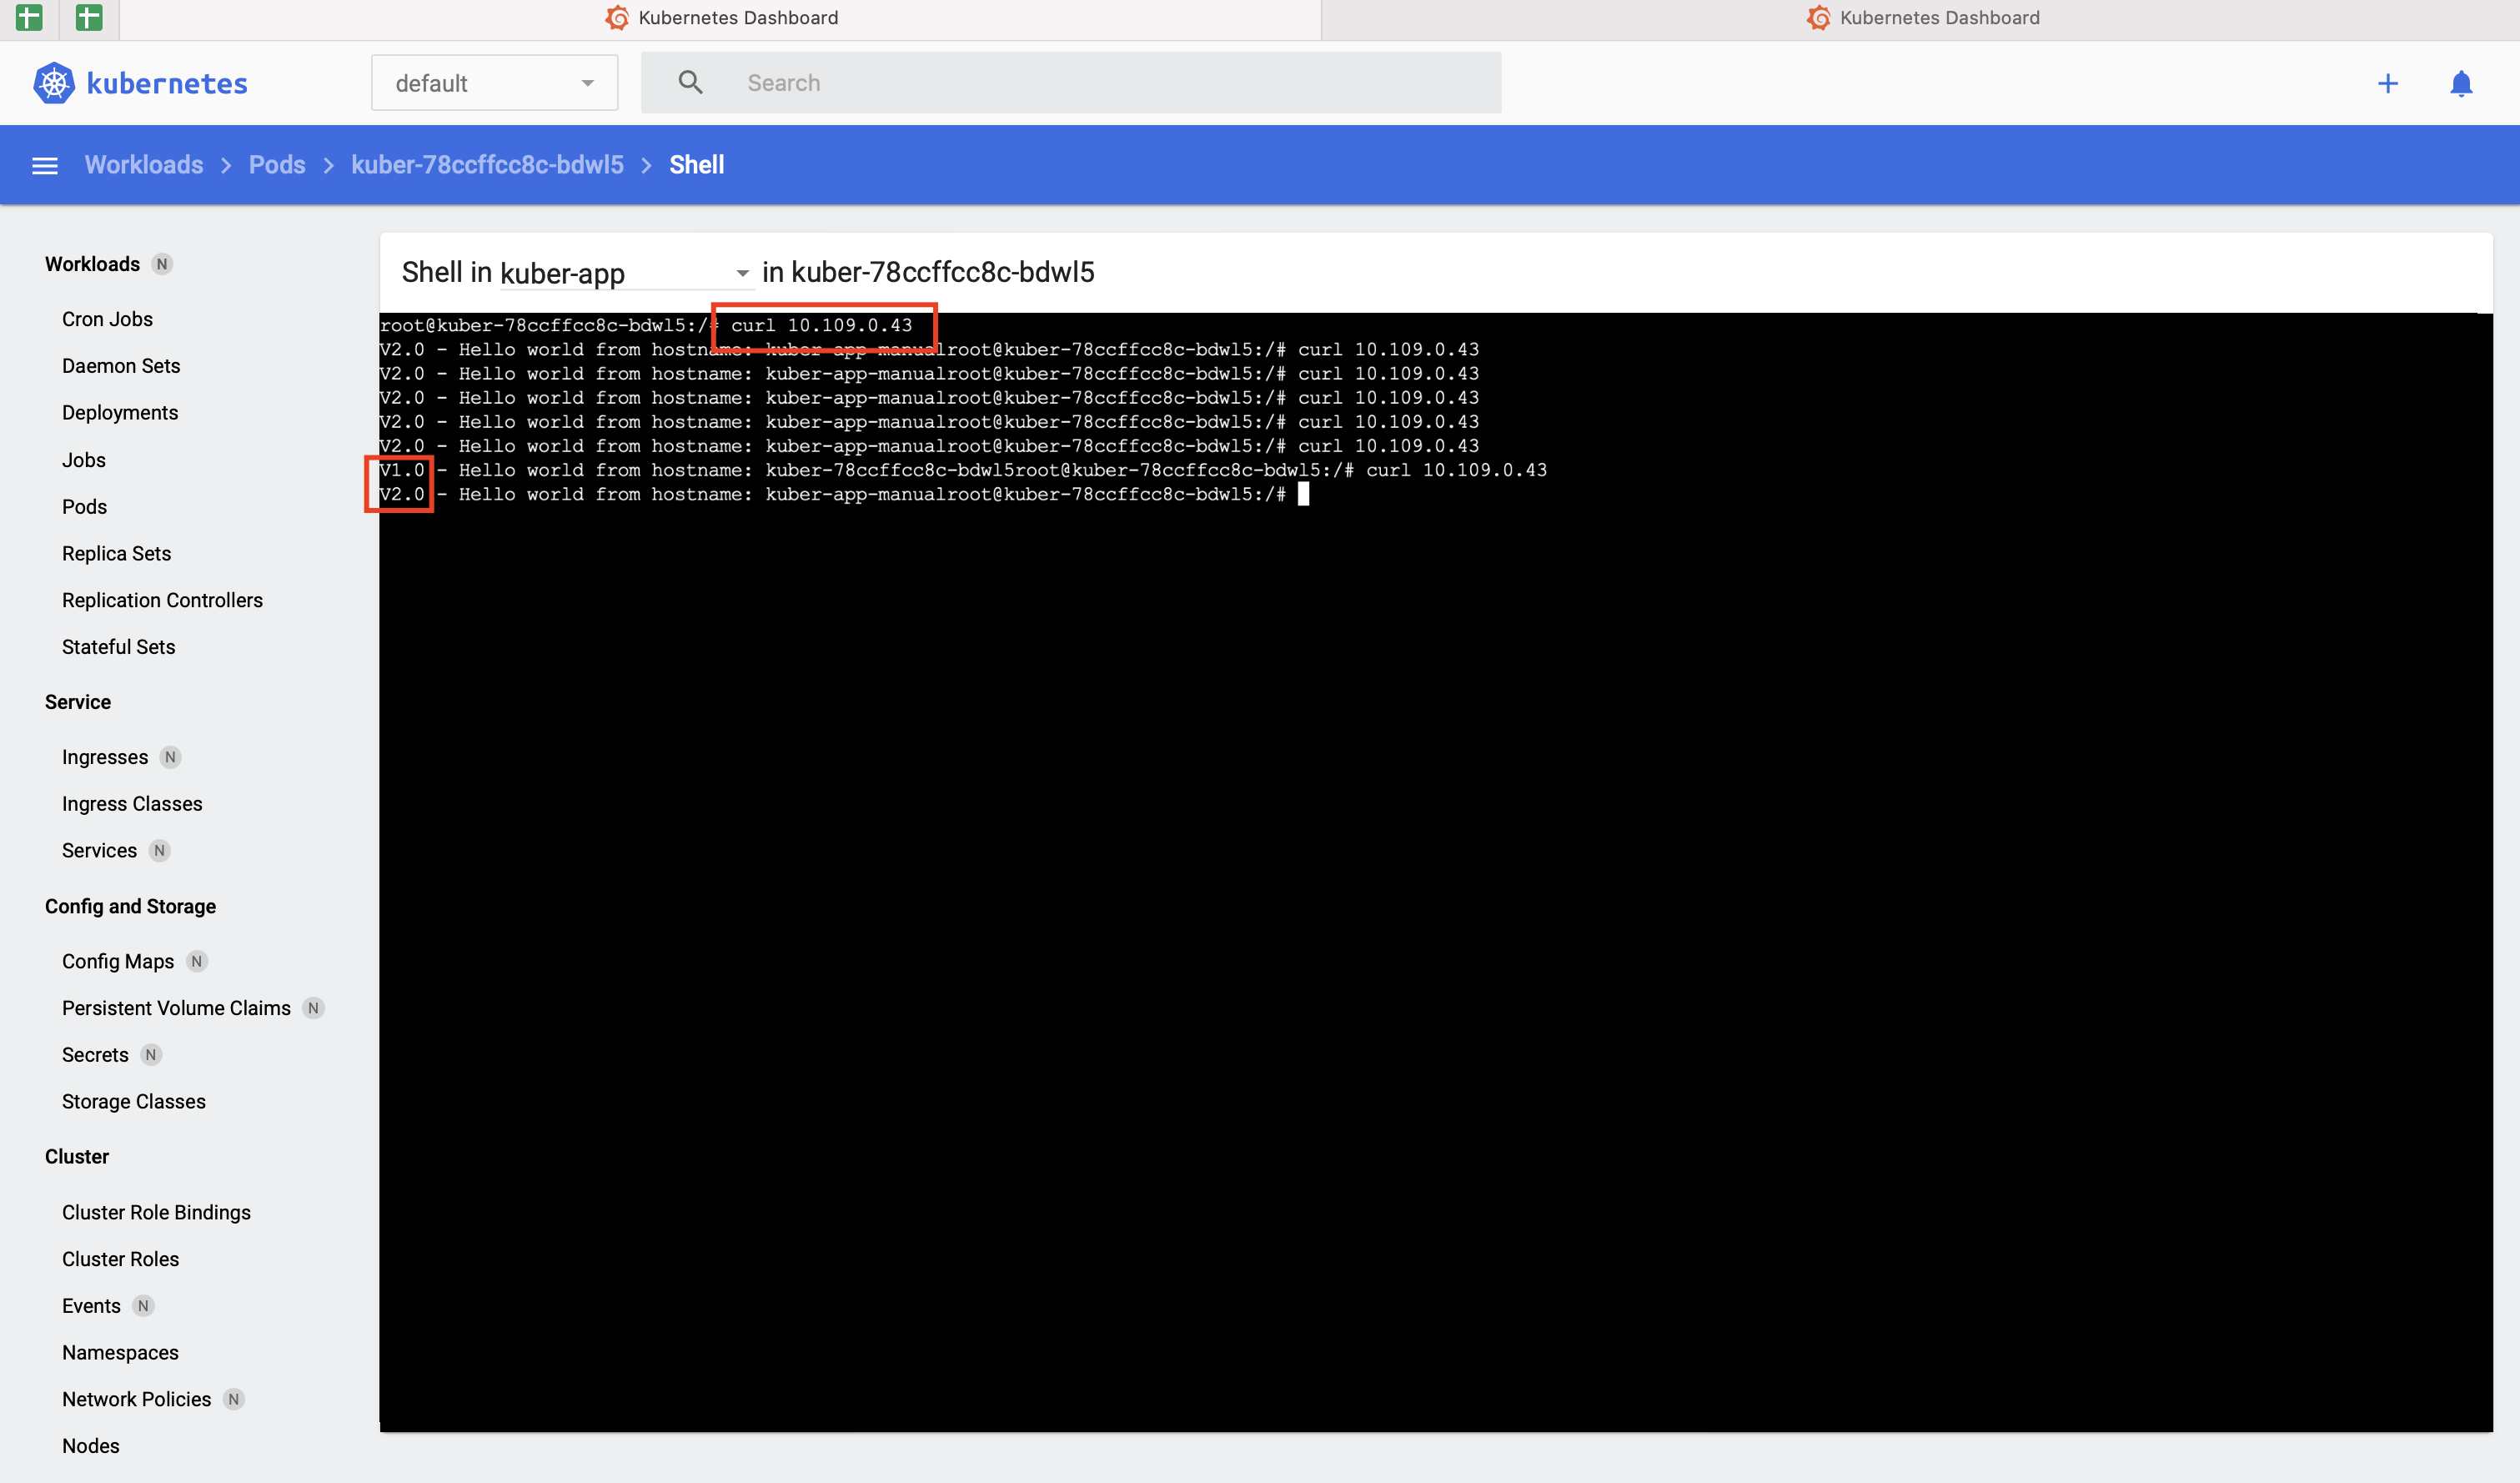 Kubernetes Dashboard
Kubernetes Dashboard
kubernetes
default
Search
Workloads > Pods > kuber-78ccffcc8c-bdwl5 > Shell
Workloads N
Cron Jobs
Daemon Sets
Deployments
Jobs
Pods
Replica Sets
Replication Controllers
Stateful Sets
Service
Ingresses N
Ingress Classes
Services N
Config and Storage
Config Maps N
Persistent Volume Claims N
Secrets N
Storage Classes
Cluster
Cluster Role Bindings
Cluster Roles
Events N
Namespaces
Network Policies N
Nodes
Shell in kuber-app in kuber-78ccffcc8c-bdwl5
root@kuber-78ccffcc8c-bdwl5:/# curl 10.109.0.43
V2.0 - Hello world from hostname: kuber-app-manualroot@kuber-78ccffcc8c-bdwl5:/# curl 10.109.0.43
V2.0 - Hello world from hostname: kuber-app-manualroot@kuber-78ccffcc8c-bdwl5:/# curl 10.109.0.43
V2.0 - Hello world from hostname: kuber-app-manualroot@kuber-78ccffcc8c-bdwl5:/# curl 10.109.0.43
V2.0 - Hello world from hostname: kuber-app-manualroot@kuber-78ccffcc8c-bdwl5:/# curl 10.109.0.43
V2.0 - Hello world from hostname: kuber-app-manualroot@kuber-78ccffcc8c-bdwl5:/# curl 10.109.0.43
V1.0 - Hello world from hostname: kuber-78ccffcc8c-bdwl5root@kuber-78ccffcc8c-bdwl5:/# curl 10.109.0.43
V2.0 - Hello world from hostname: kuber-app-manualroot@kuber-78ccffcc8c-bdwl5:/#